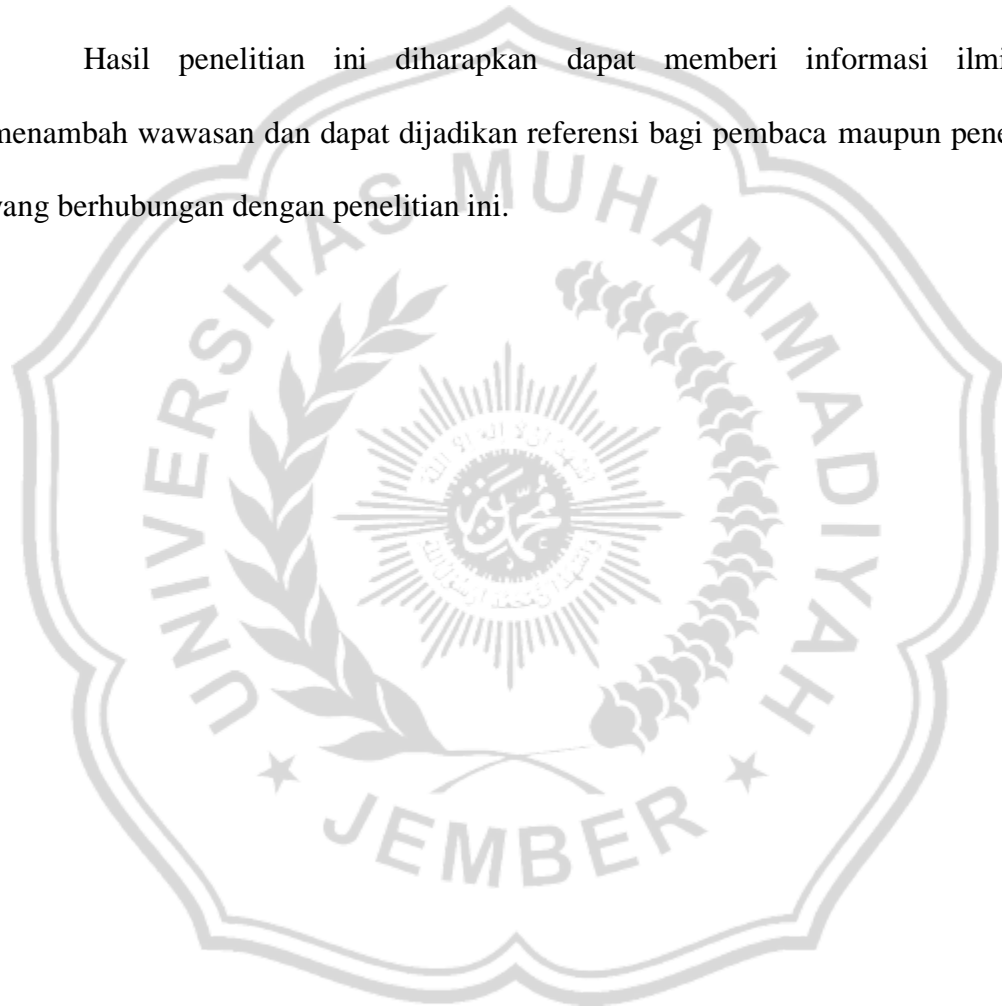 Hasil penelitian ini diharapkan dapat memberi informasi ilmi
menambah wawasan dan dapat dijadikan referensi bagi pembaca maupun pene
yang berhubungan dengan penelitian ini.
UNIVERSITAS MUHAMMADIYAH
JEMBER